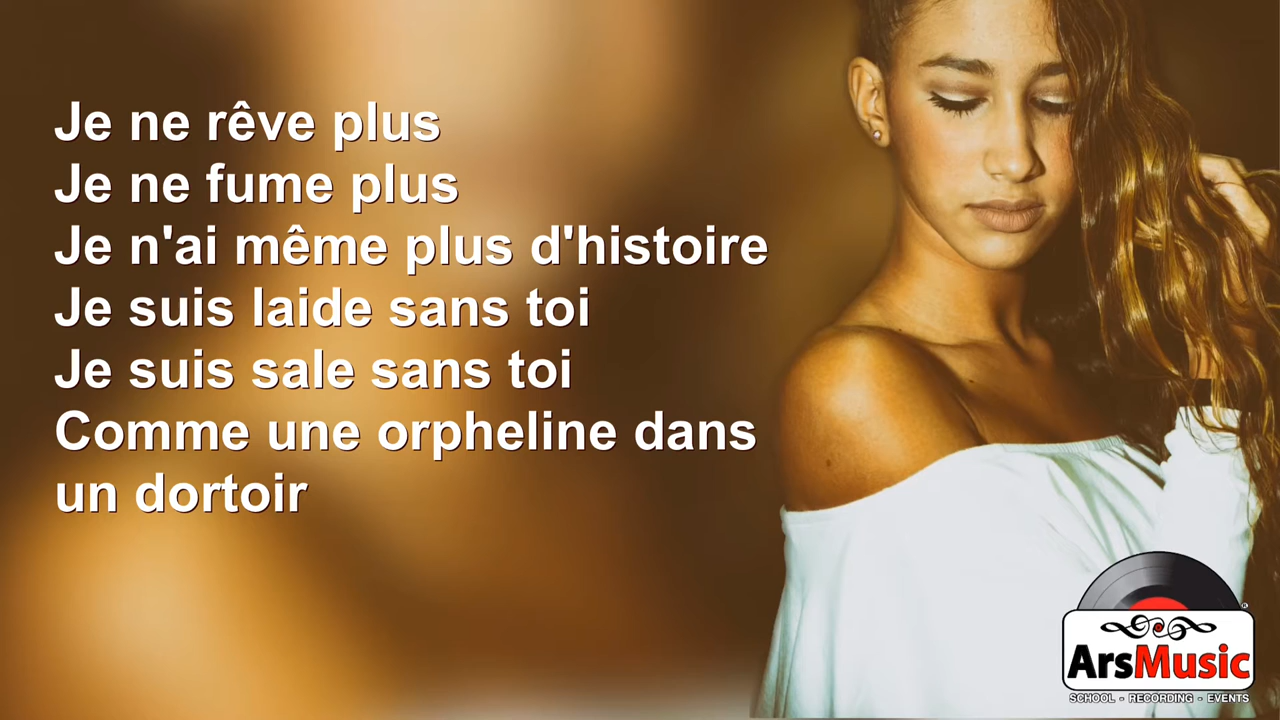 Je ne rêve plus
Je ne fume plus
Je n'ai même plus d'histoire
Je suis laide sans toi
Je suis sale sans toi
Comme une orpheline dans
un dortoir
®
ArsMusic
SCHOOL - RECORDING - EVENTS